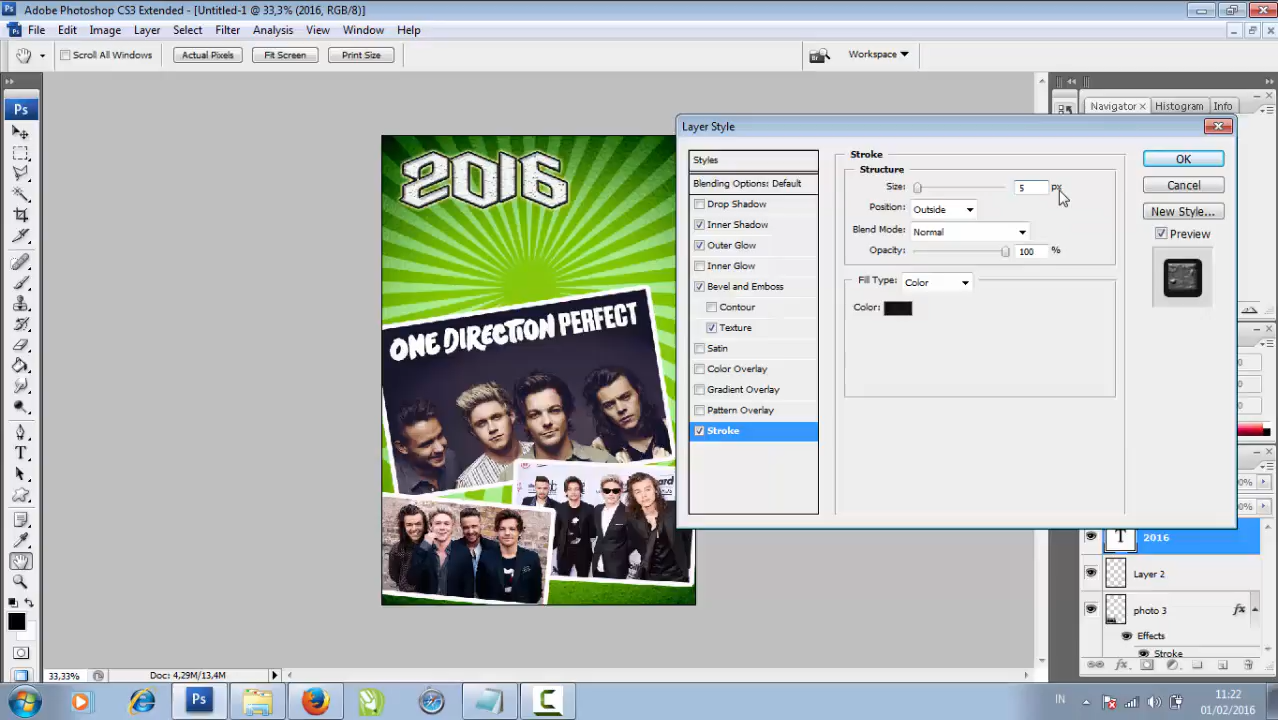 Adobe Photoshop CS3 Extended - [Untitled-1 @ 33,3% (2016, RGB/8)]
File Edit Image Layer Select Filter Analysis View Window Help
Scroll All Windows Actual Pixels Fit Screen Print Size Workspace
Ps
Navigator × Histogram Info
Layer Style
2016
Styles
Blending Options: Default
Drop Shadow
Inner Shadow
Outer Glow
Inner Glow
Bevel and Emboss
Contour
Texture
Satin
Color Overlay
Gradient Overlay
Pattern Overlay
Stroke
Stroke
Structure
Size: 5 px
Position: Outside
Blend Mode: Normal
Opacity: 100 %
Fill Type: Color
Color:
OK
Cancel
New Style...
Preview
ONE DIRECTION PERFECT
T 2016
Layer 2
photo 3 fx
Effects
Stroke
33,33% Doc: 4,29M/13,4M
Ps
IN
11:22
01/02/2016